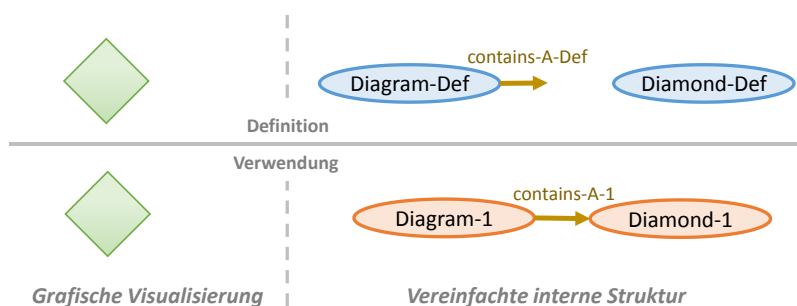 contains-A-Def
Diagram-Def
Diamond-Def
Definition
Verwendung
contains-A-1
Diagram-1
Diamond-1
Grafische Visualisierung
Vereinfachte interne Struktur